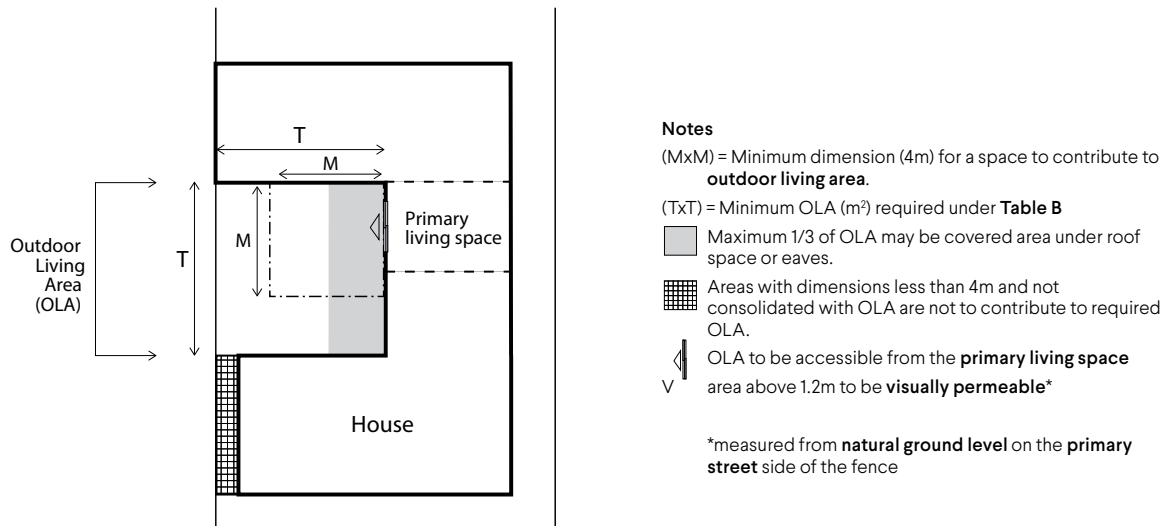 T
M
Primary
living space
M
T
Outdoor
Living
Area
(OLA)
House
Notes
(MxM) = Minimum dimension (4m) for a space to contribute to
outdoor living area.
(TxT) = Minimum OLA (m²) required under Table B
Maximum 1/3 of OLA may be covered area under roof
space or eaves.
Areas with dimensions less than 4m and not
consolidated with OLA are not to contribute to required
OLA.
OLA to be accessible from the primary living space
V area above 1.2m to be visually permeable*
*measured from natural ground level on the primary
street side of the fence